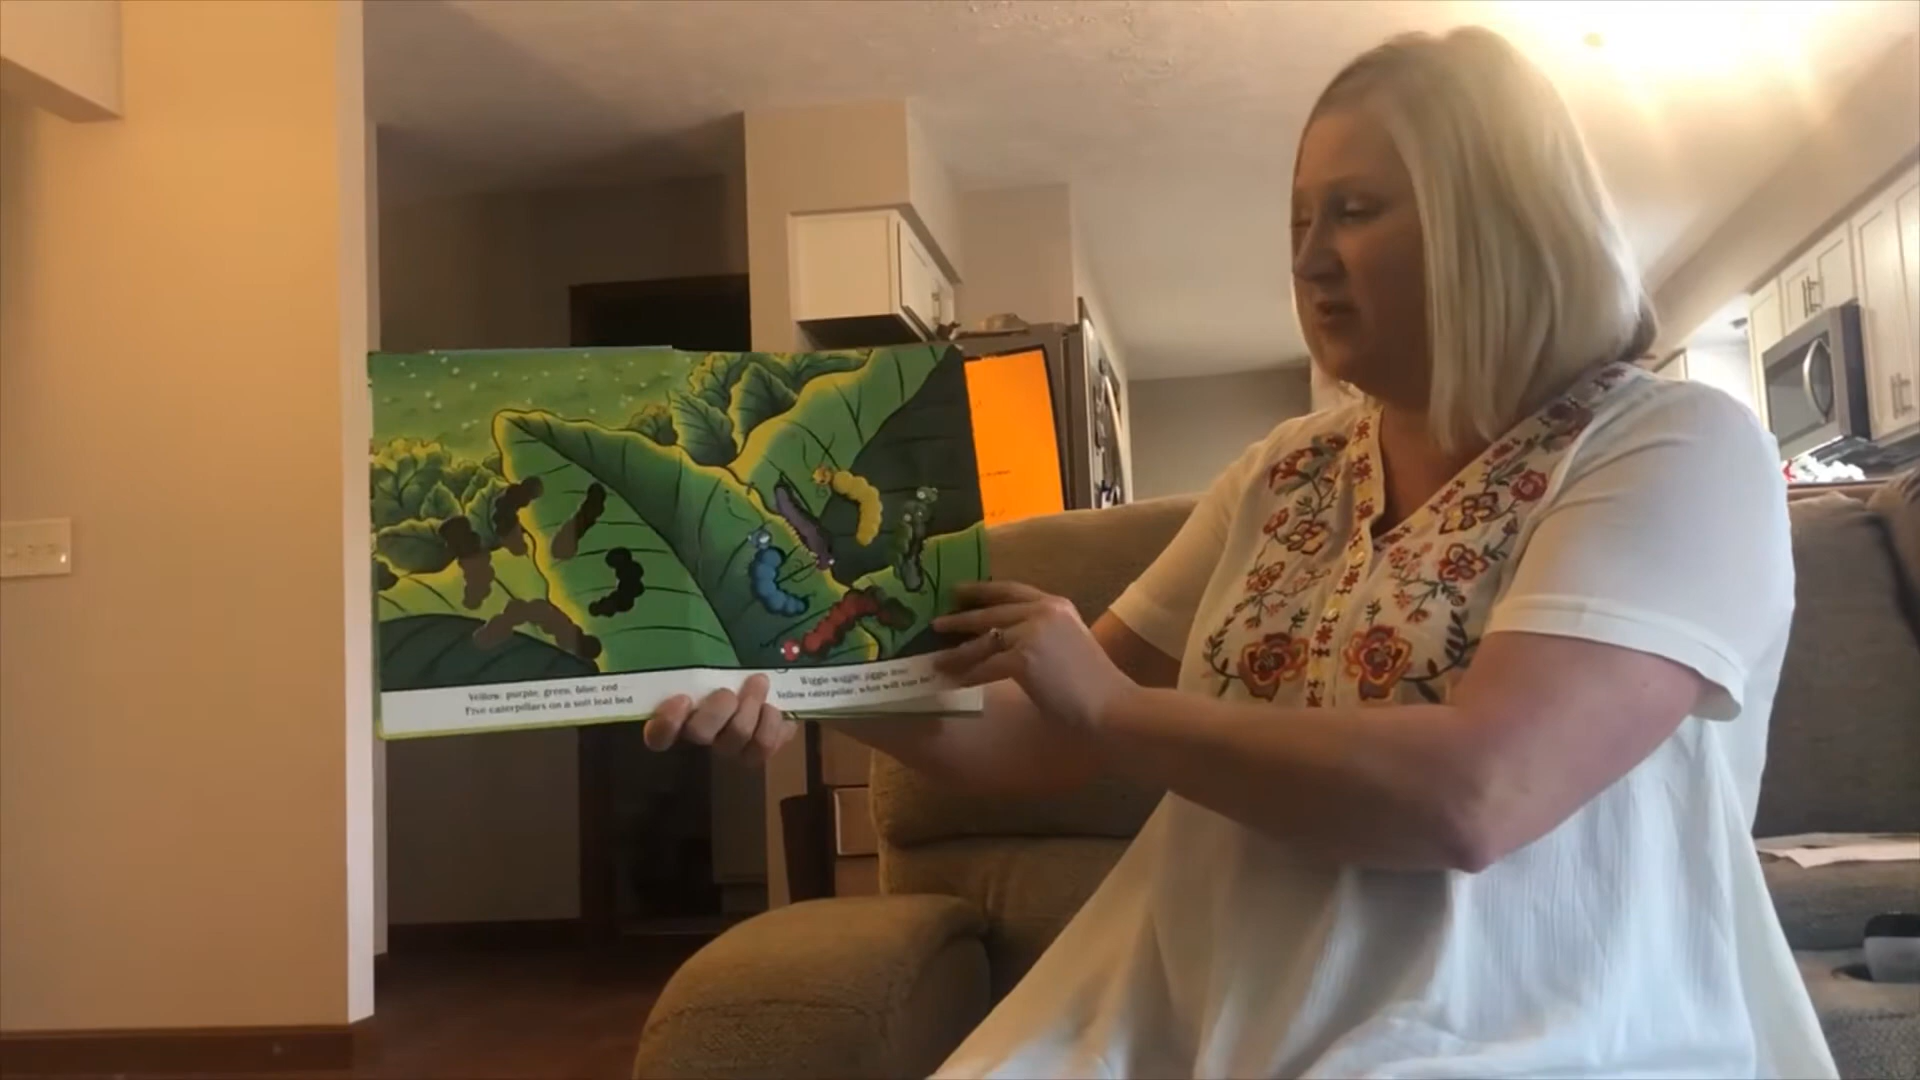 Yellow, purple, green, blue, red
Five caterpillars on a soft leaf bed
Wiggle-waggle, jiggle-
Yellow caterpillar, what will you be?